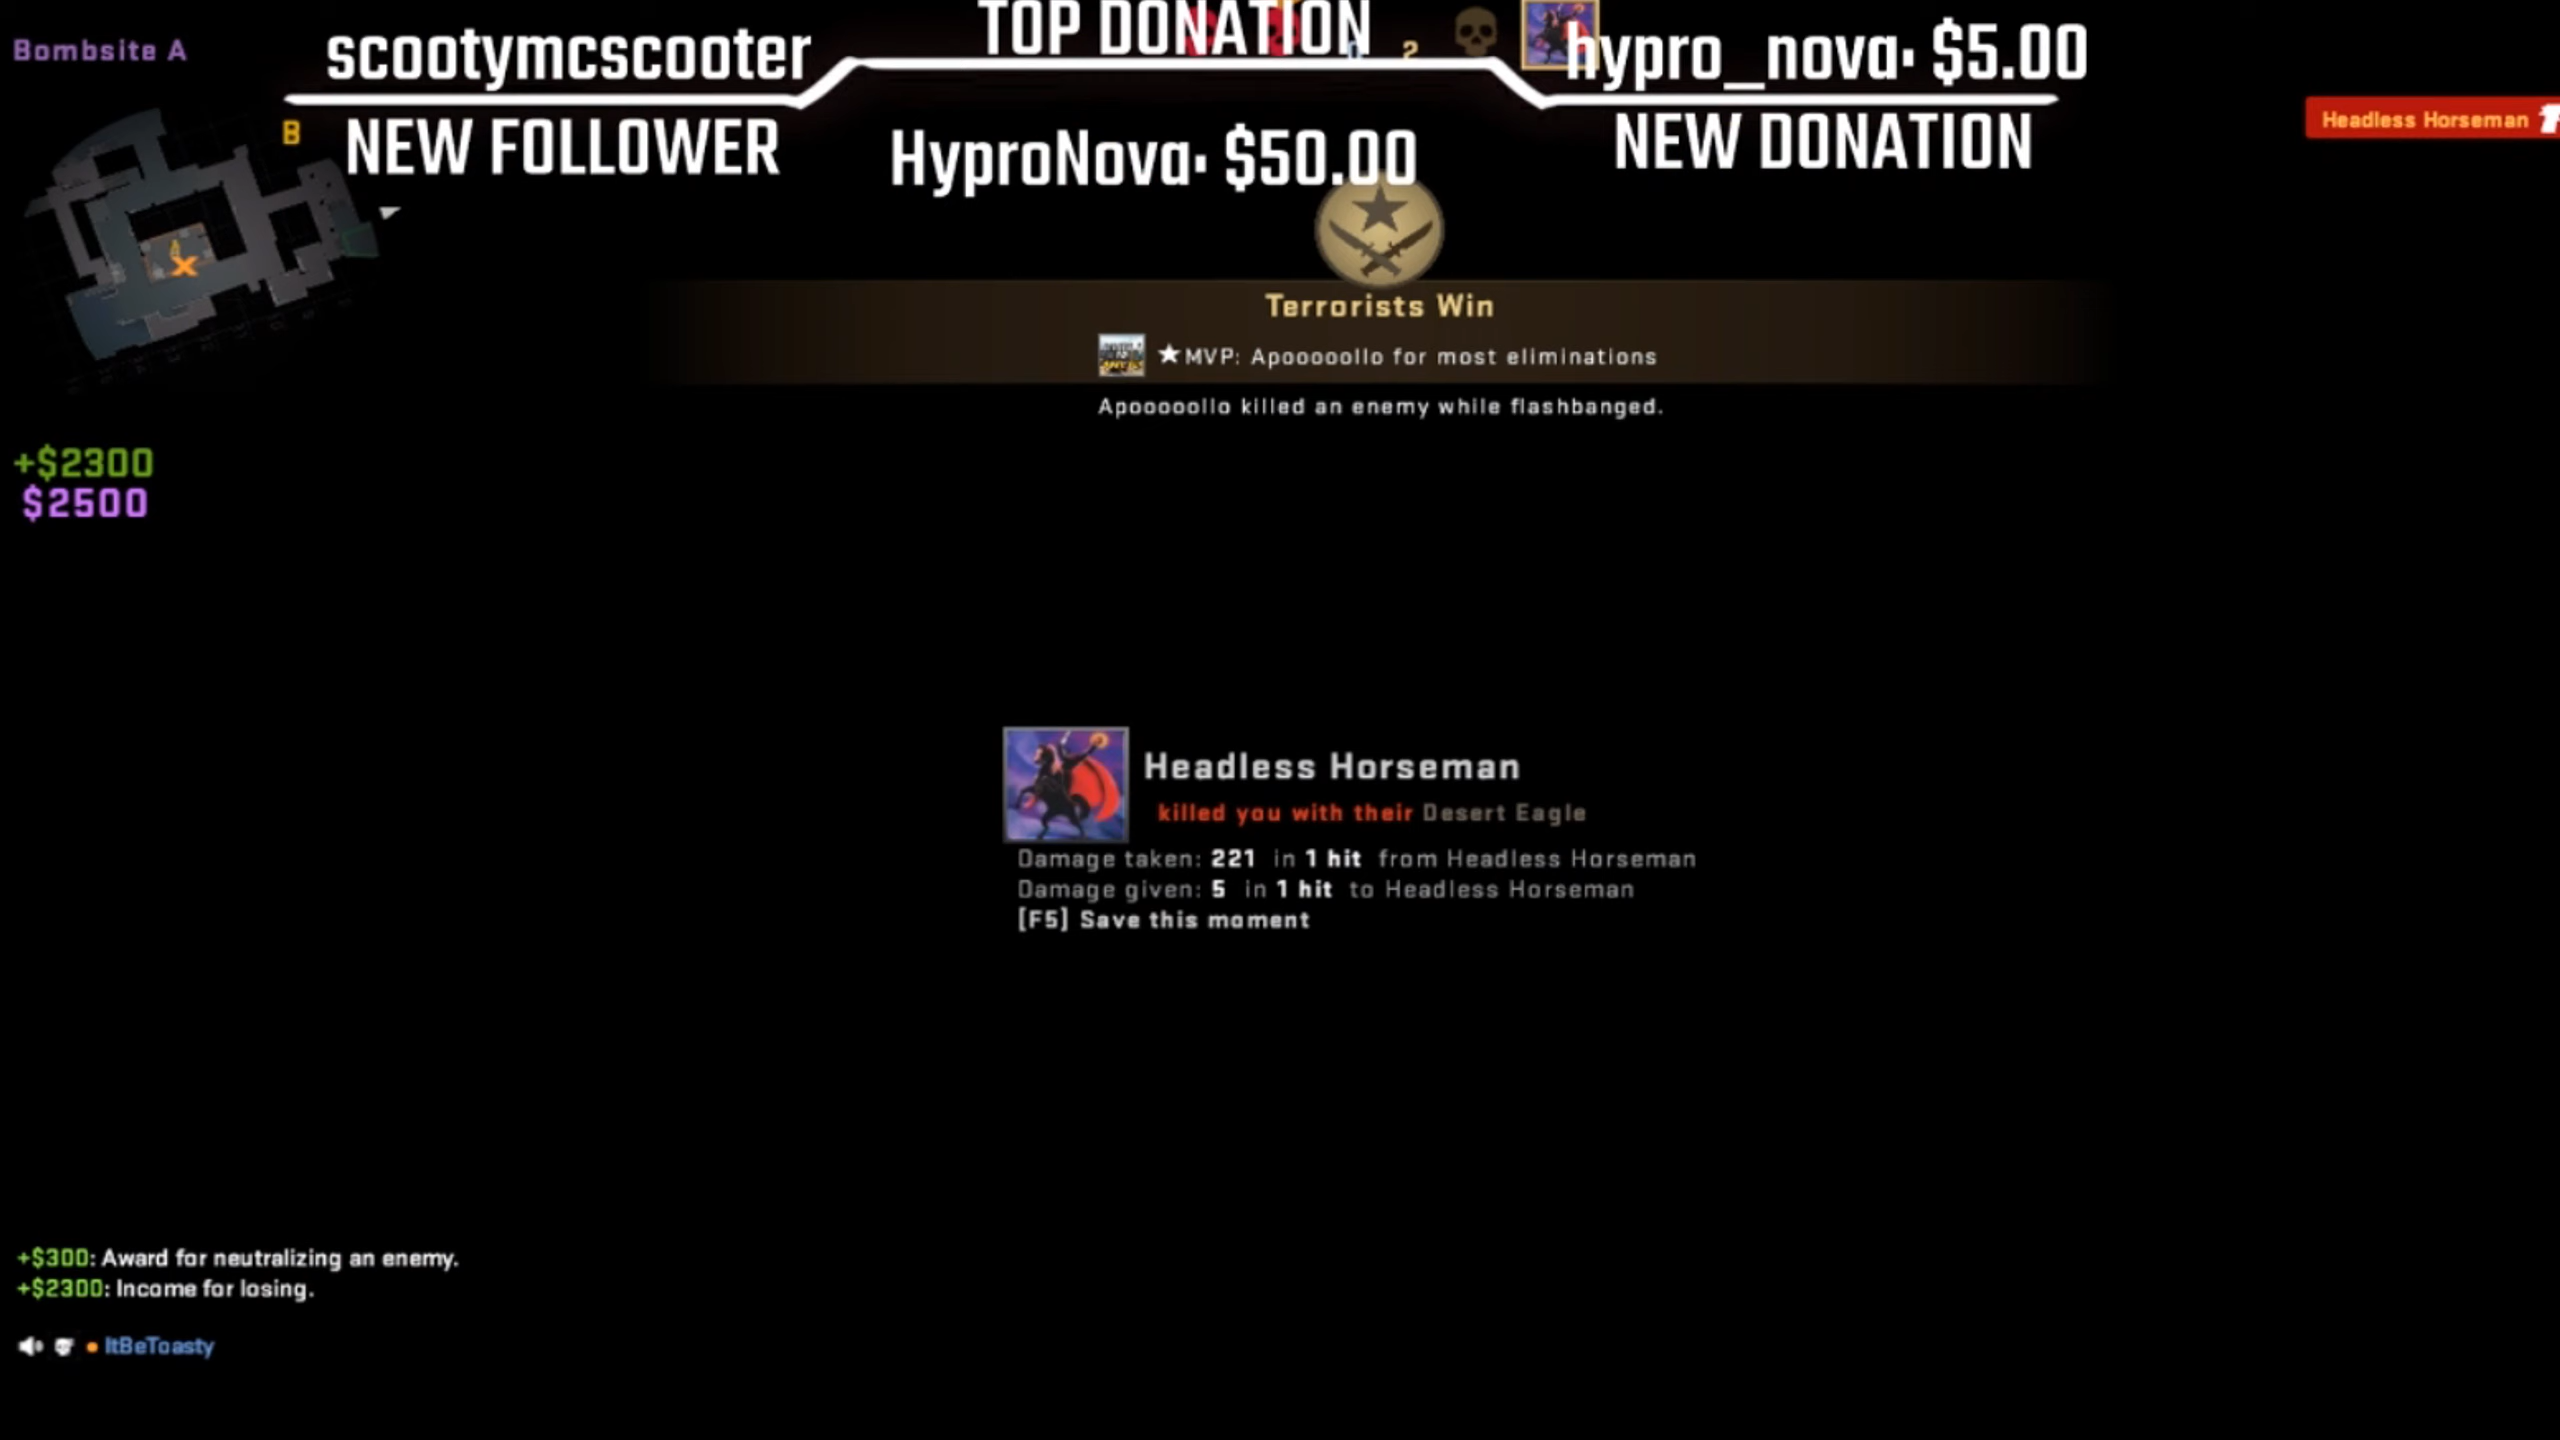 Bombsite A
scootymcscooter
NEW FOLLOWER
TOP DONATION
HyproNova: $50.00
2
hypro_nova: $5.00
NEW DONATION
Headless Horseman
B
Terrorists Win
★MVP: Apooooollo for most eliminations
Apooooollo killed an enemy while flashbanged.
+$2300
$2500
Headless Horseman
killed you with their Desert Eagle
Damage taken: 221 in 1 hit from Headless Horseman
Damage given: 5 in 1 hit to Headless Horseman
[F5] Save this moment
+$300: Award for neutralizing an enemy.
+$2300: Income for losing.
ItBeToasty